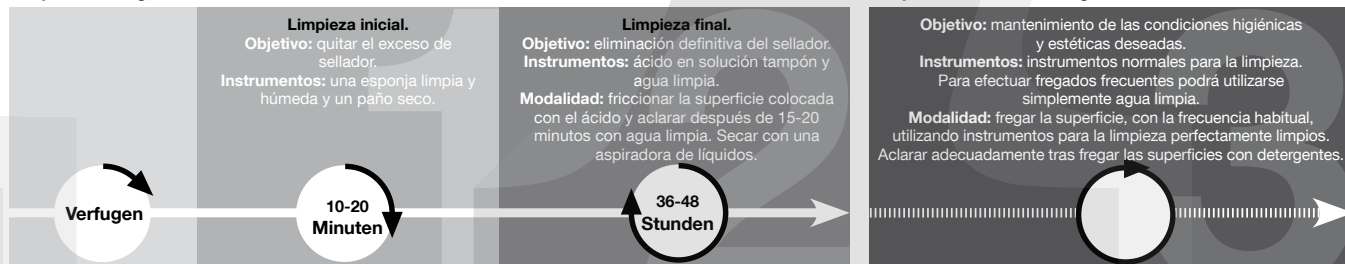 Limpieza inicial.
Objetivo: quitar el exceso de
sellador.
Instrumentos: una esponja limpia y
húmeda y un paño seco.
Limpieza final.
Objetivo: eliminación definitiva del sellador.
Instrumentos: ácido en solución tampón y
agua limpia.
Modalidad: friccionar la superficie colocada
con el ácido y aclarar después de 15-20
minutos con agua limpia. Secar con una
aspiradora de líquidos.
Objetivo: mantenimiento de las condiciones higiénicas
y estéticas deseadas.
Instrumentos: instrumentos normales para la limpieza.
Para efectuar fregados frecuentes podrá utilizarse
simplemente agua limpia.
Modalidad: fregar la superficie, con la frecuencia habitual,
utilizando instrumentos para la limpieza perfectamente limpios.
Aclarar adecuadamente tras fregar las superficies con detergentes.
Verfugen
10-20
Minuten
36-48
Stunden
1
2
3